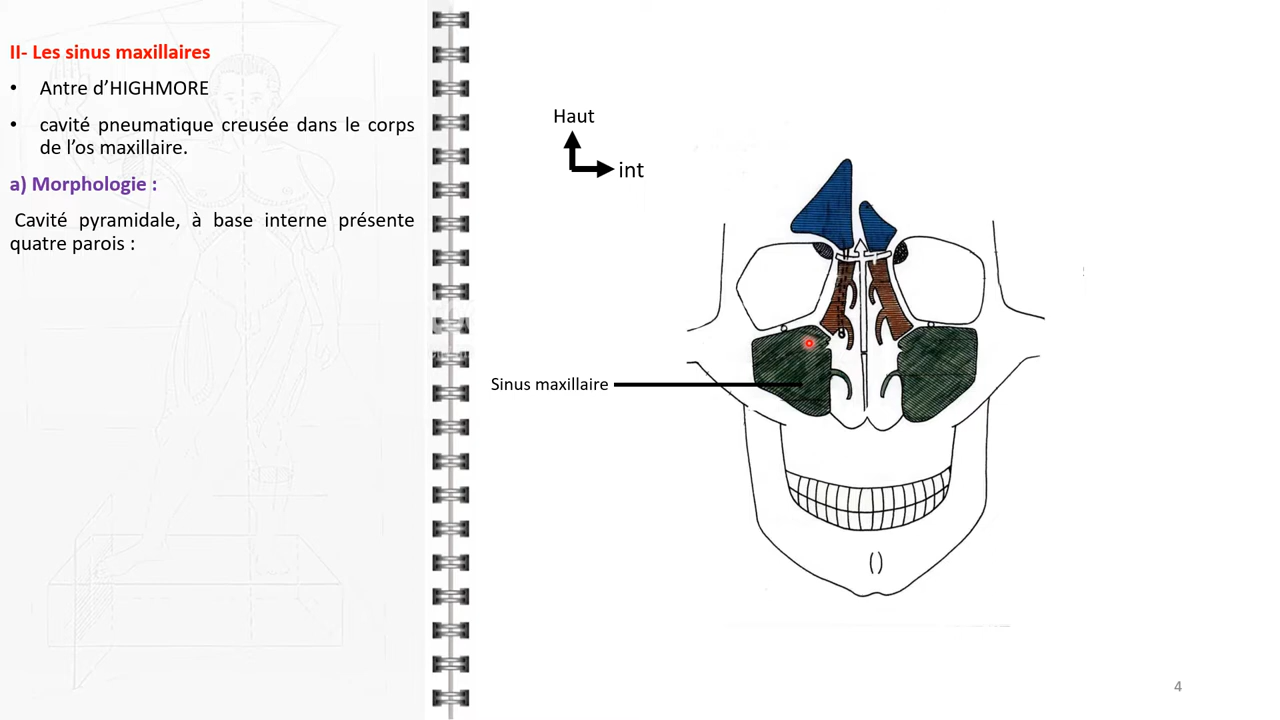 II- Les sinus maxillaires
• Antre d’HIGHMORE
• cavité pneumatique creusée dans le corps
de l’os maxillaire.
a) Morphologie :
Cavité pyramidale, à base interne présente
quatre parois :
Haut
int
Sinus maxillaire
4